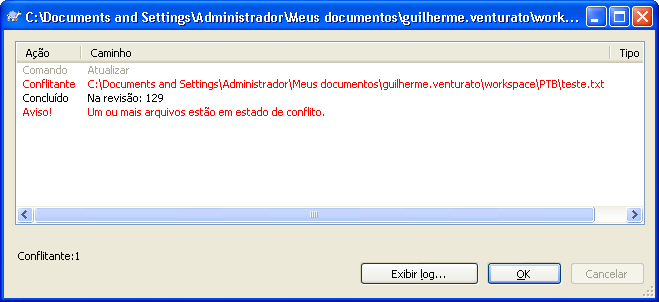 C:\Documents and Settings\Administrador\Meus documentos\guilherme.venturato\work...
Ação Caminho Tipo
Comando Atualizar
Conflitante C:\Documents and Settings\Administrador\Meus documentos\guilherme.venturato\workspace\PTB\teste.txt
Concluído Na revisão: 129
Aviso! Um ou mais arquivos estão em estado de conflito.
Conflitante:1
Exibir log... OK Cancelar